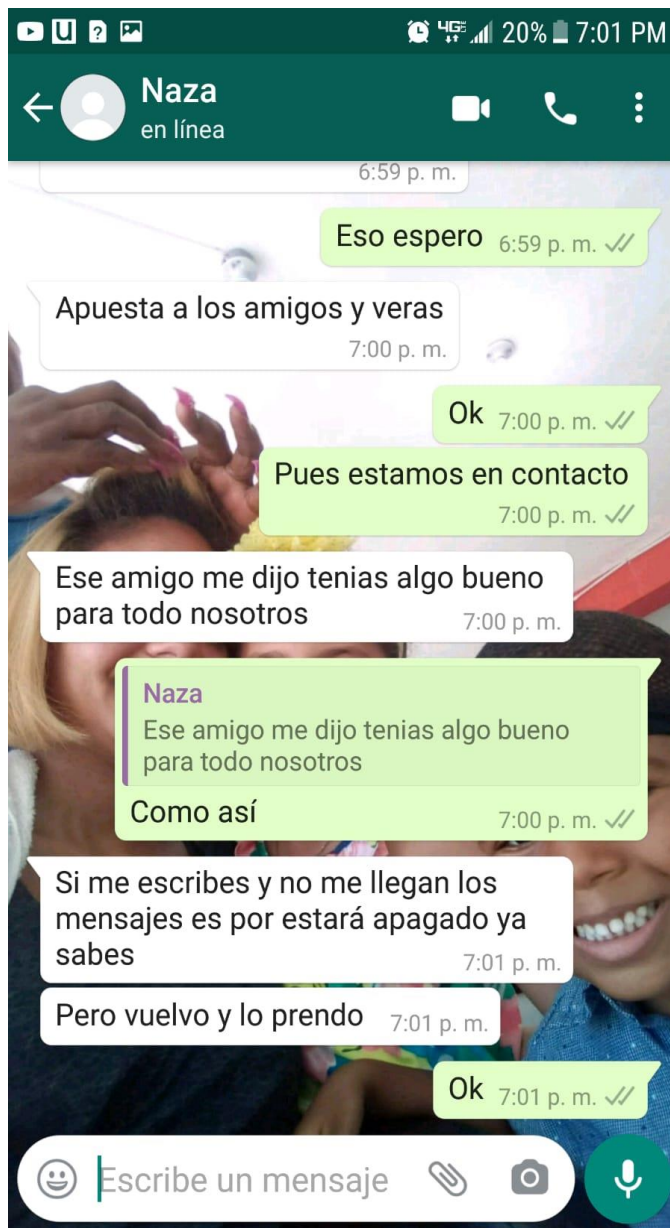 20% 7:01 PM
Naza
en línea
6:59 p. m.
Eso espero 6:59 p. m.
Apuesta a los amigos y veras
7:00 p. m.
Ok 7:00 p. m.
Pues estamos en contacto
7:00 p. m.
Ese amigo me dijo tenias algo bueno
para todo nosotros 7:00 p. m.
Naza
Ese amigo me dijo tenias algo bueno
para todo nosotros
Como así 7:00 p. m.
Si me escribes y no me llegan los
mensajes es por estará apagado ya
sabes 7:01 p. m.
Pero vuelvo y lo prendo 7:01 p. m.
Ok 7:01 p. m.
Escribe un mensaje